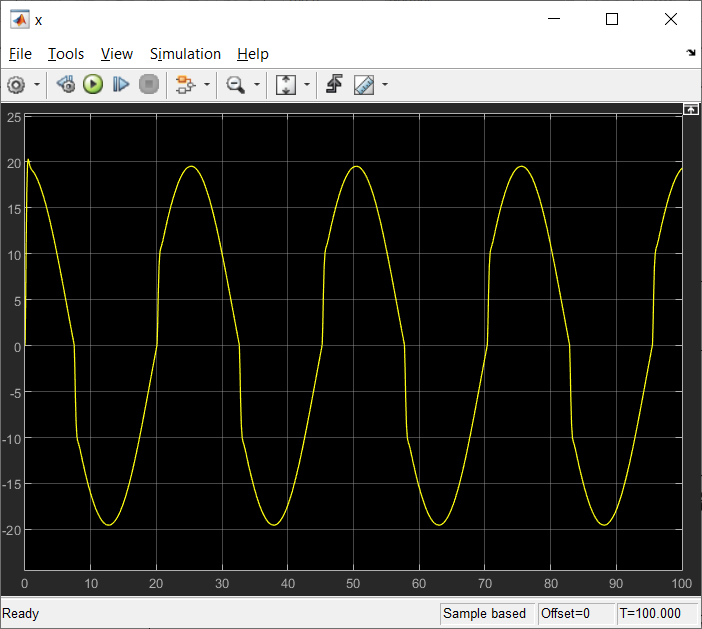 x
File Tools View Simulation Help
25
20
15
10
5
0
-5
-10
-15
-20
0 10 20 30 40 50 60 70 80 90 100
Ready Sample based Offset=0 T=100.000